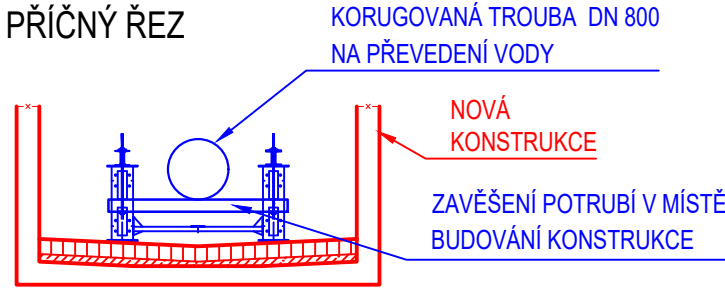 PŘÍČNÝ ŘEZ
KORUGOVANÁ TROUBA DN 800
NA PŘEVEDENÍ VODY
NOVÁ
KONSTRUKCE
ZAVĚŠENÍ POTRUBÍ V MÍSTĚ
BUDOVÁNÍ KONSTRUKCE